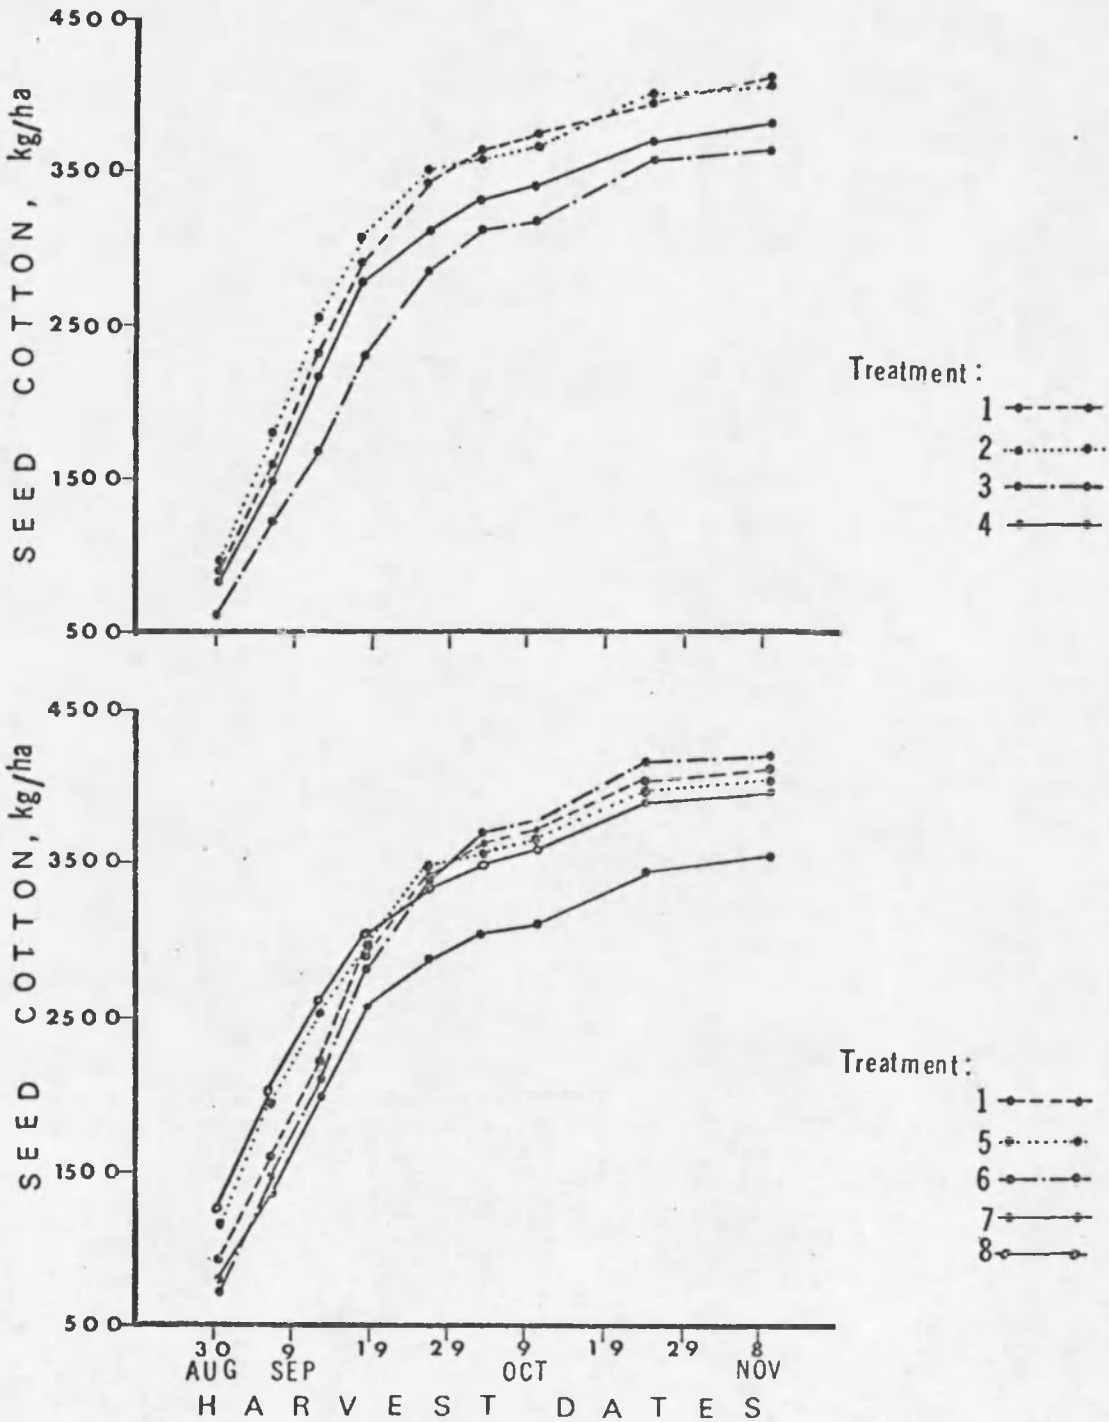 4500
SEED COTTON, kg/ha
3500
2500
1500
500
Treatment:
1
2
3
4
4500
SEED COTTON, kg/ha
3500
2500
1500
500
Treatment:
1
5
6
7
8
30 9 19 29 9 19 29 8
AUG SEP OCT NOV
HARVEST DATES